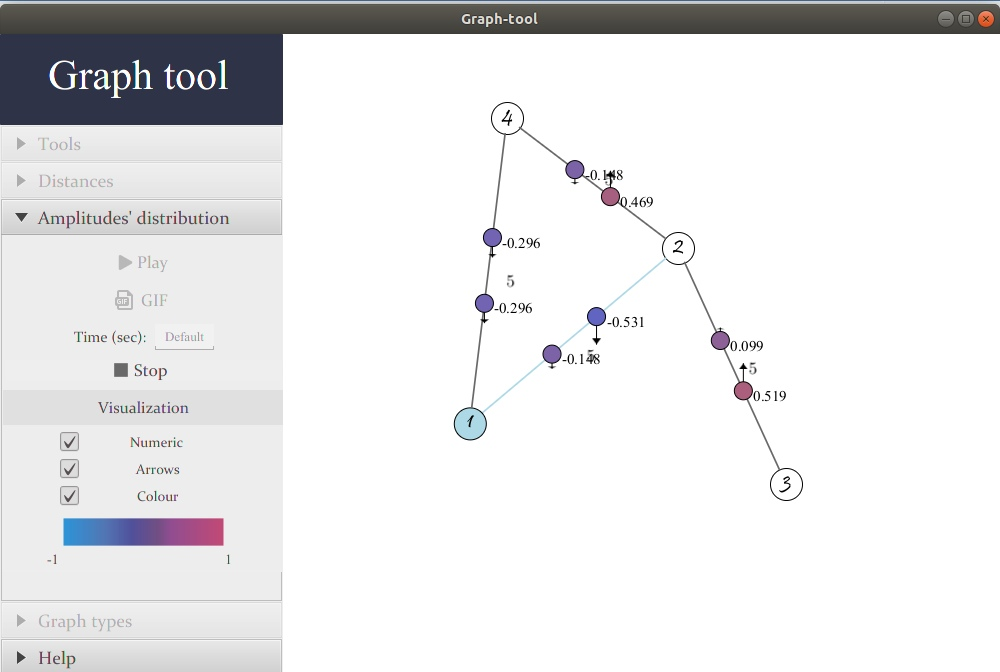 Graph-tool
Graph tool
Tools
Distances
Amplitudes' distribution
Play
GIF
GIF
Time (sec): Default
Stop
Visualization
Numeric
Arrows
Colour
-1 1
Graph types
Help
4
-0.148
5
0.469
2
-0.296
5
-0.296
-0.531
5
-0.148
0.099
5
0.519
1
3